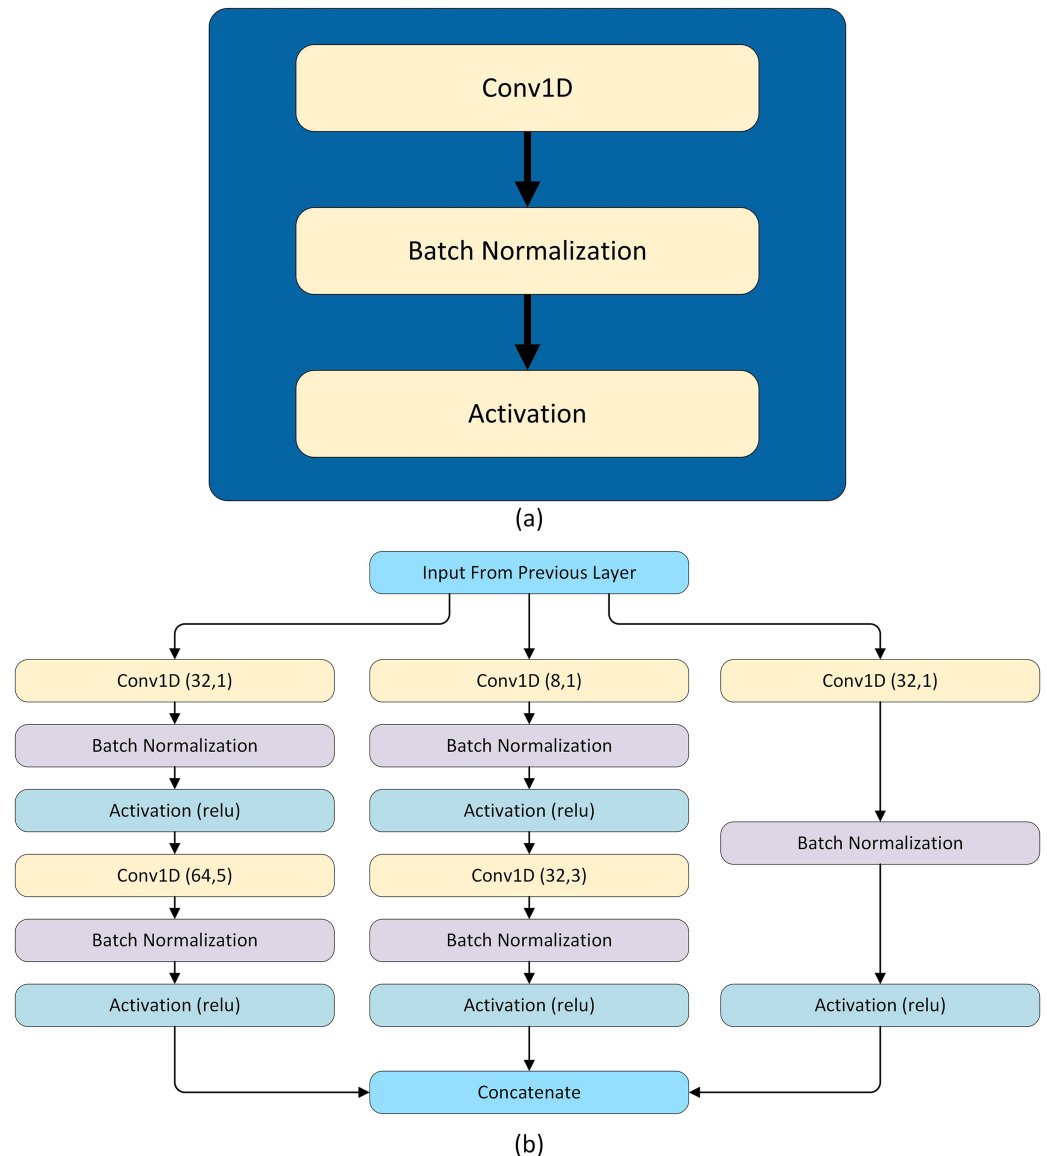 Conv1D
Batch Normalization
Activation
(a)
Input From Previous Layer
Conv1D (32,1)
Batch Normalization
Activation (relu)
Conv1D (64,5)
Batch Normalization
Activation (relu)
Conv1D (8,1)
Batch Normalization
Activation (relu)
Conv1D (32,3)
Batch Normalization
Activation (relu)
Conv1D (32,1)
Batch Normalization
Activation (relu)
Concatenate
(b)